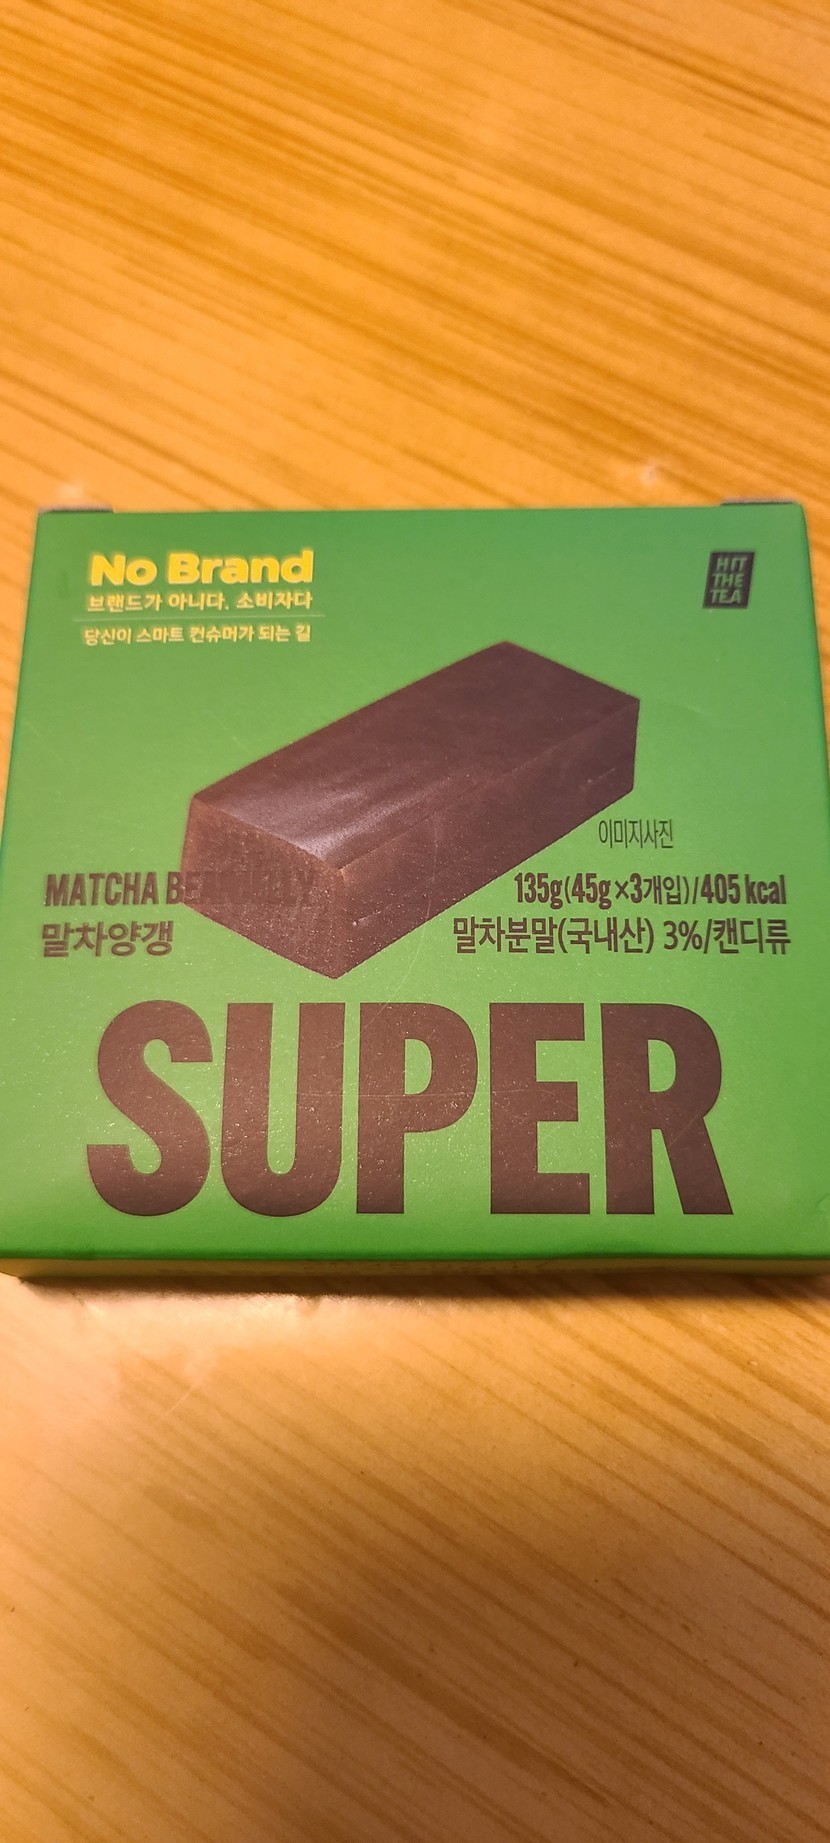 No Brand
브랜드가 아니다. 소비자다
당신이 스마트 컨슈머가 되는 길
HIT
THE
TEA
이미지사진
MATCHA BEAN JELLY
말차양갱
135g(45g×3개입)/405 kcal
말차분말(국내산) 3%/캔디류
SUPER